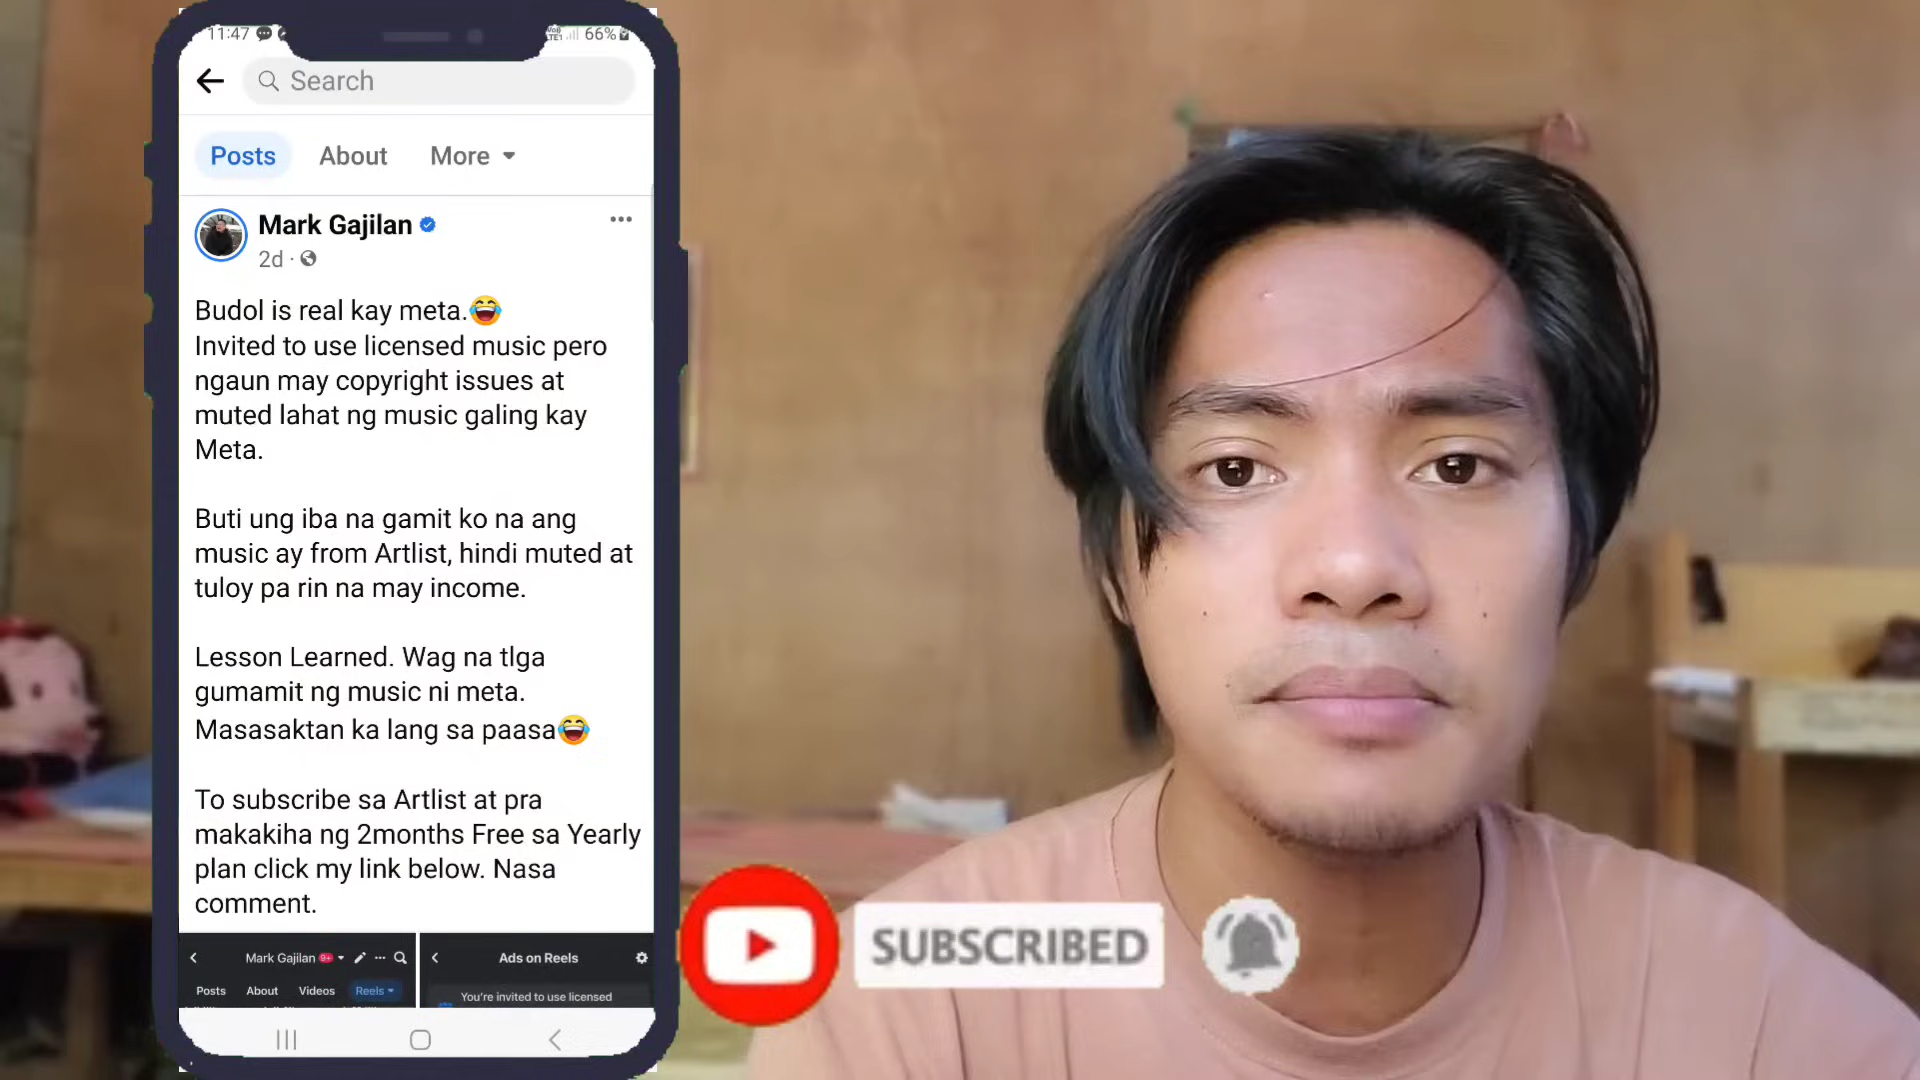 11:47
66%
Search
Posts
About
More
Mark Gajilan
2d
Budol is real kay meta.😂
Invited to use licensed music pero
ngaun may copyright issues at
muted lahat ng music galing kay
Meta.
Buti ung iba na gamit ko na ang
music ay from Artlist, hindi muted at
tuloy pa rin na may income.
Lesson Learned. Wag na tlga
gumamit ng music ni meta.
Masasaktan ka lang sa paasa😂
To subscribe sa Artlist at pra
makakiha ng 2months Free sa Yearly
plan click my link below. Nasa
comment.
Mark Gajilan 9+
Posts About Videos Reels
Ads on Reels
You're invited to use licensed
SUBSCRIBED